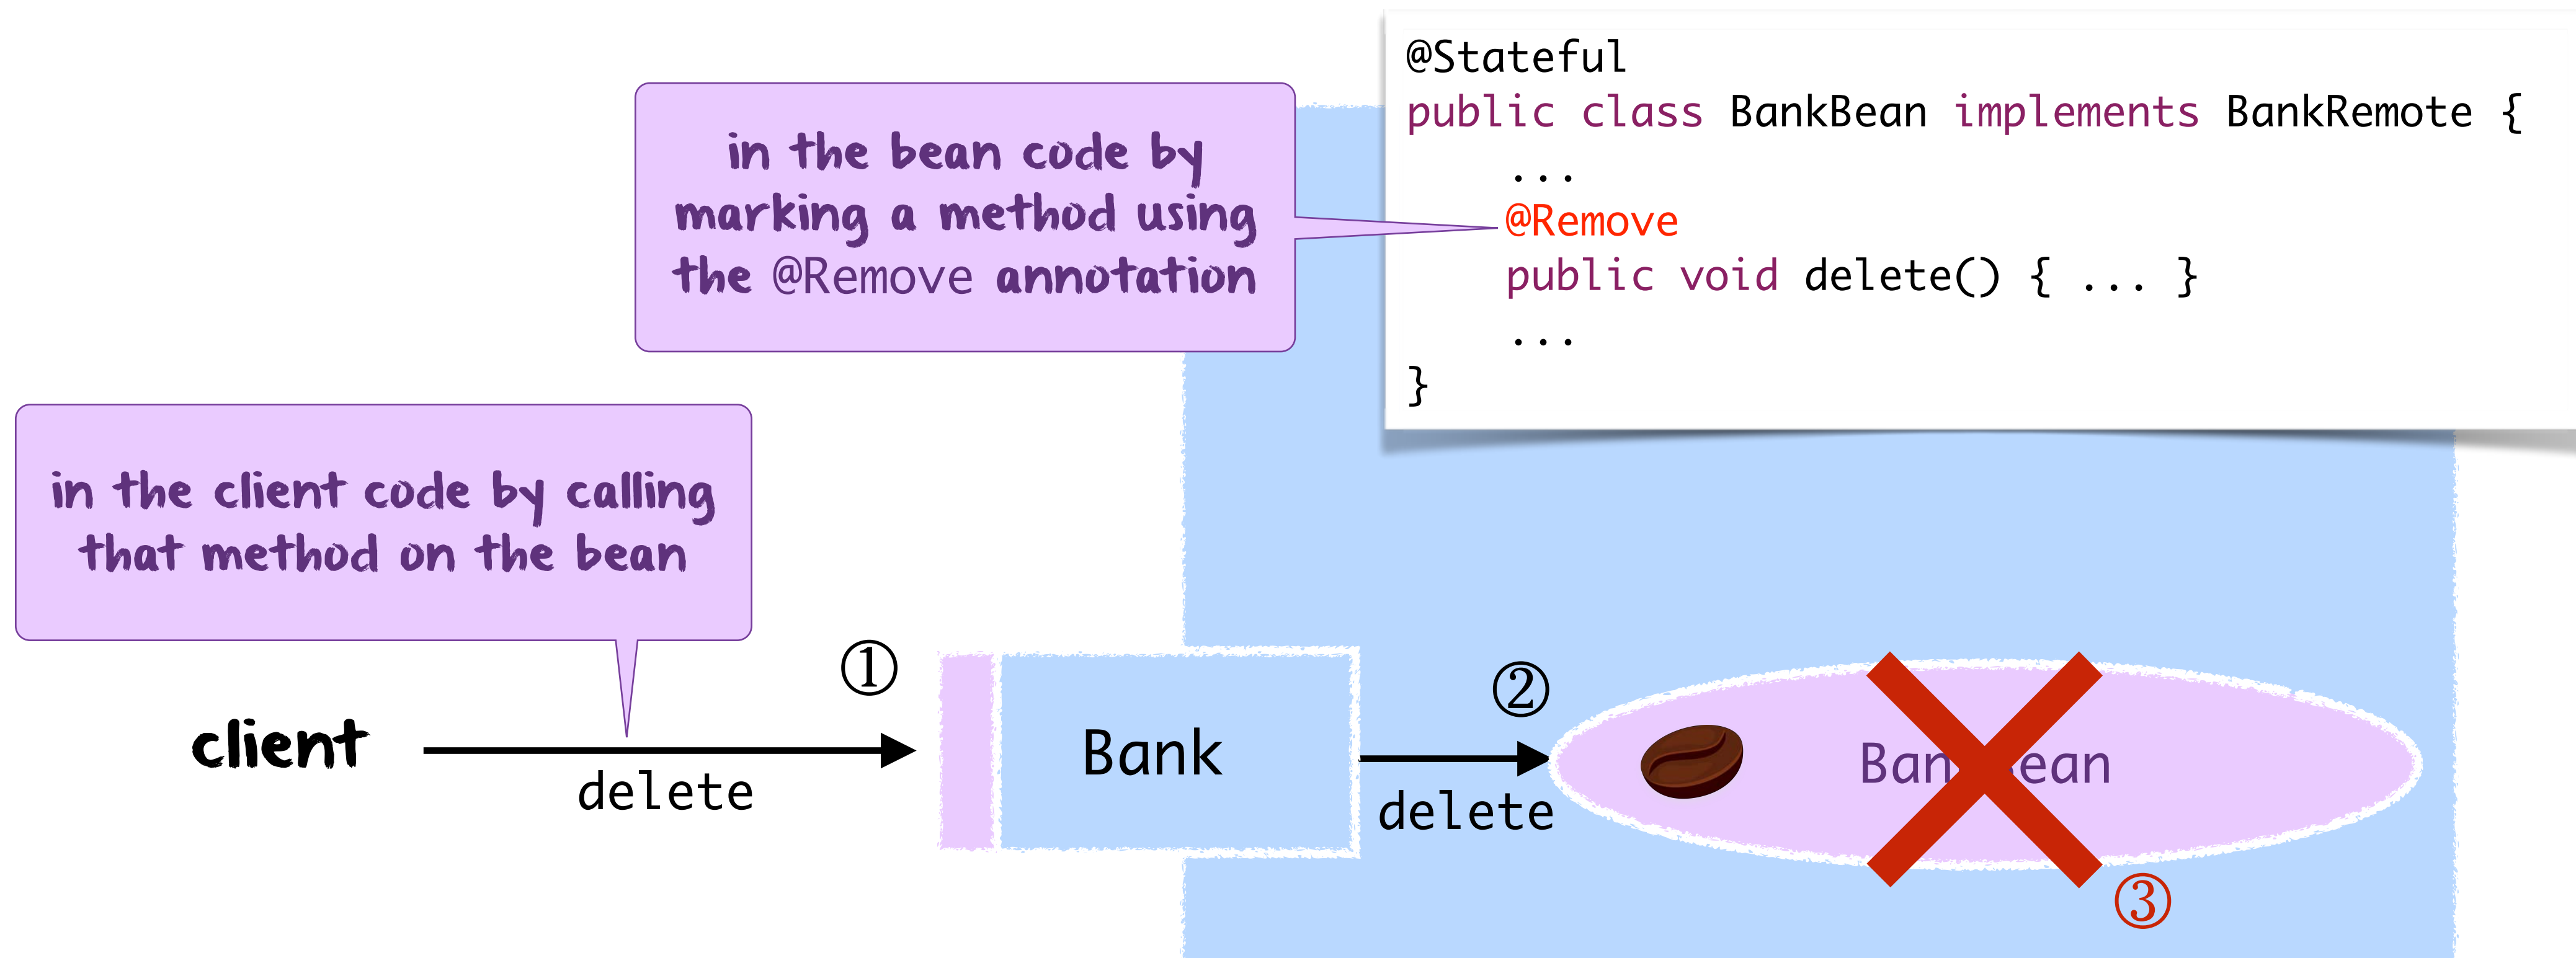 @Stateful
public class BankBean implements BankRemote {
...
@Remove
public void delete() { ... }
...
}
in the bean code by
marking a method using
the @Remove annotation
in the client code by calling
that method on the bean
①
client
delete
Bank
②
delete
③